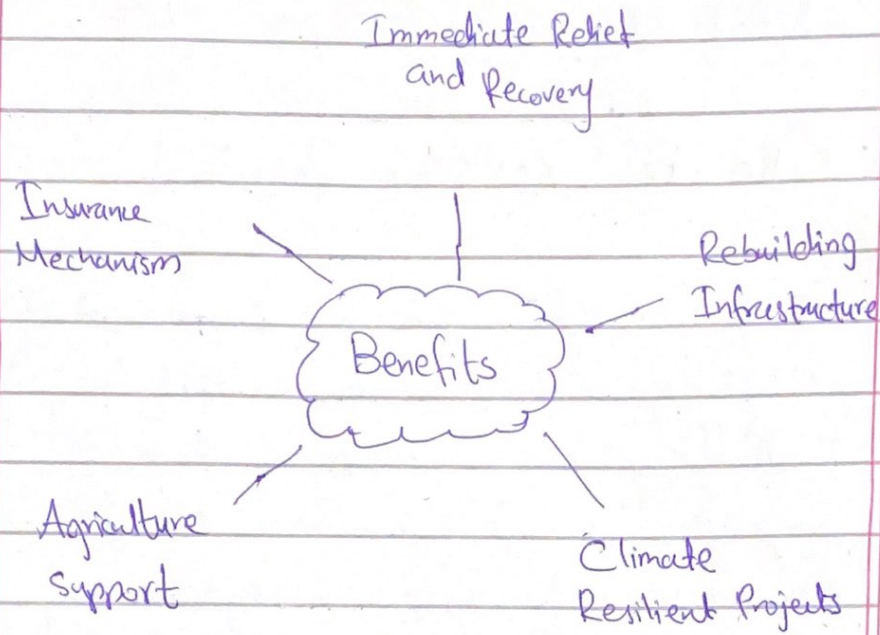 Immediate Relief
and Recovery
Insurance
Mechanism
Rebuilding
Infrastructure
Benefits
Agriculture
Support
Climate
Resilient Projects